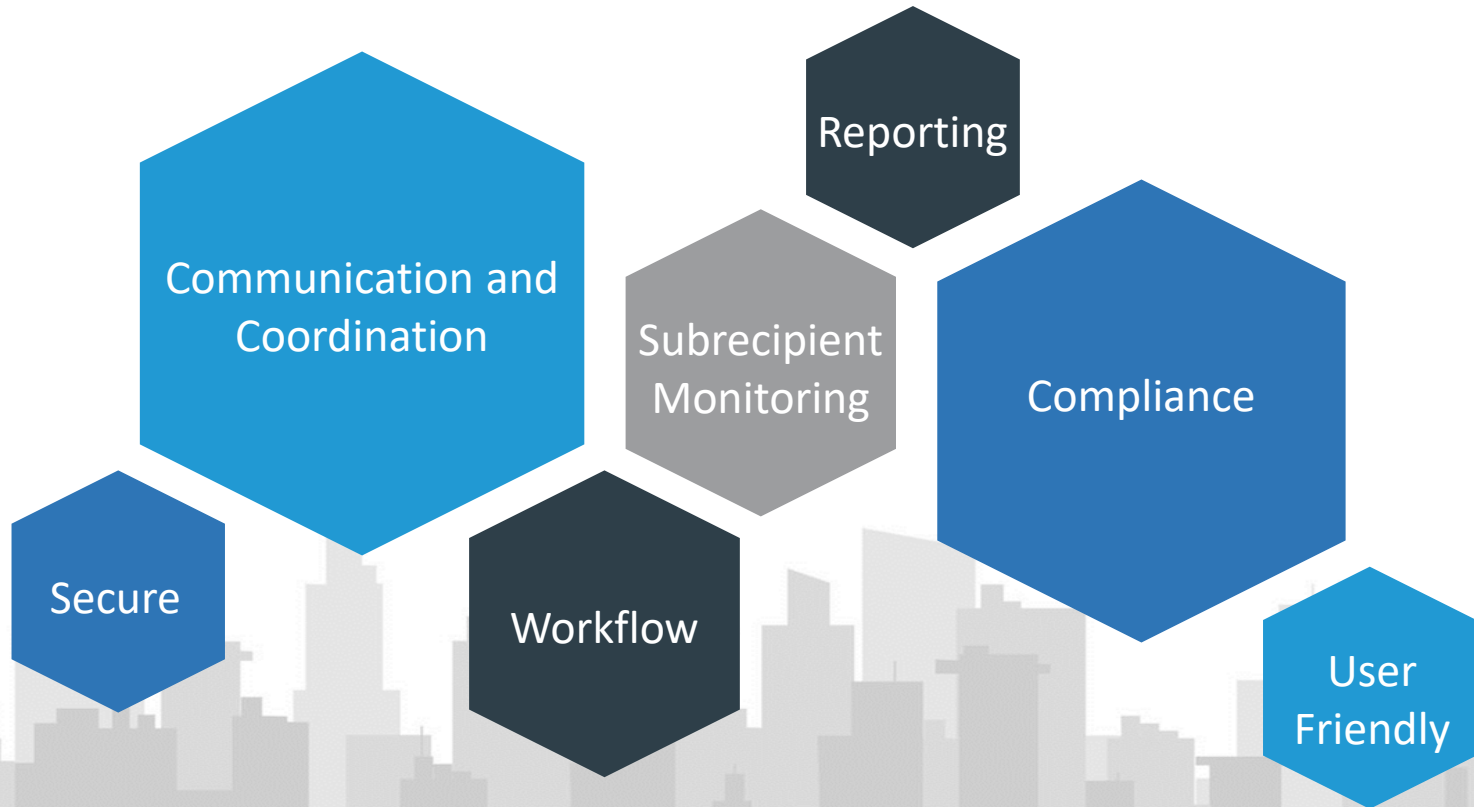 Reporting
Communication and
Coordination
Subrecipient
Monitoring
Compliance
Secure
Workflow
User
Friendly